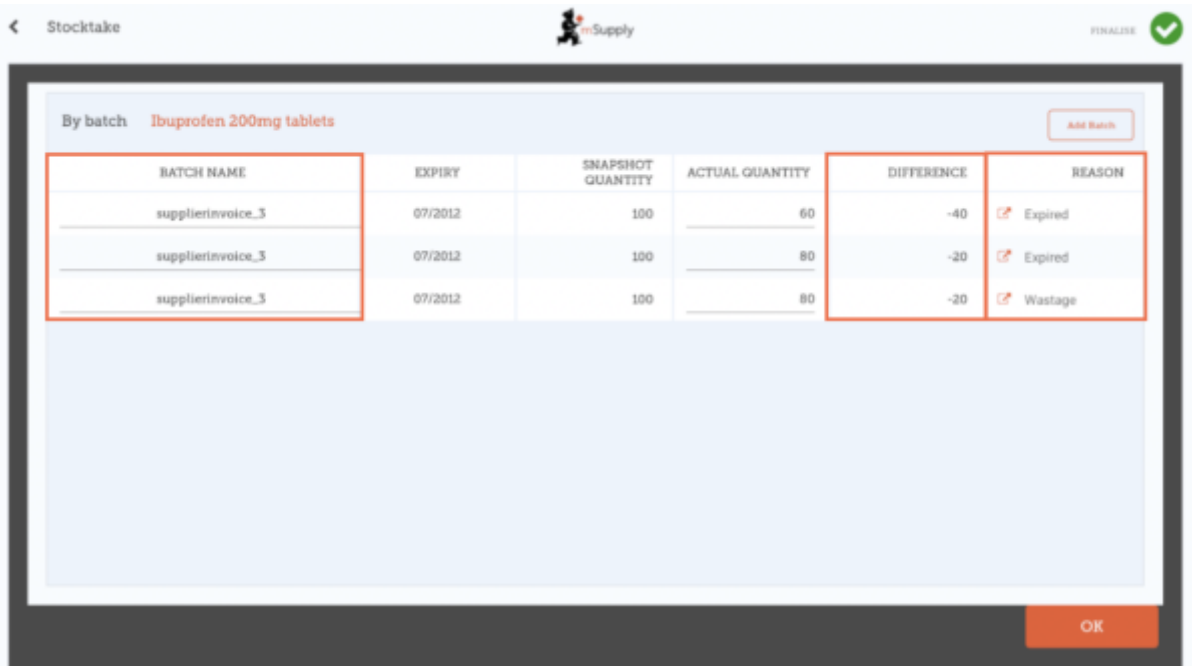 Stocktake
mSupply
FINALISE
By batch Ibuprofen 200mg tablets
Add Batch
BATCH NAME EXPIRY SNAPSHOT QUANTITY ACTUAL QUANTITY DIFFERENCE REASON
supplierinvoice_3 07/2012 100 60 -40 Expired
supplierinvoice_3 07/2012 100 80 -20 Expired
supplierinvoice_3 07/2012 100 80 -20 Wastage
OK